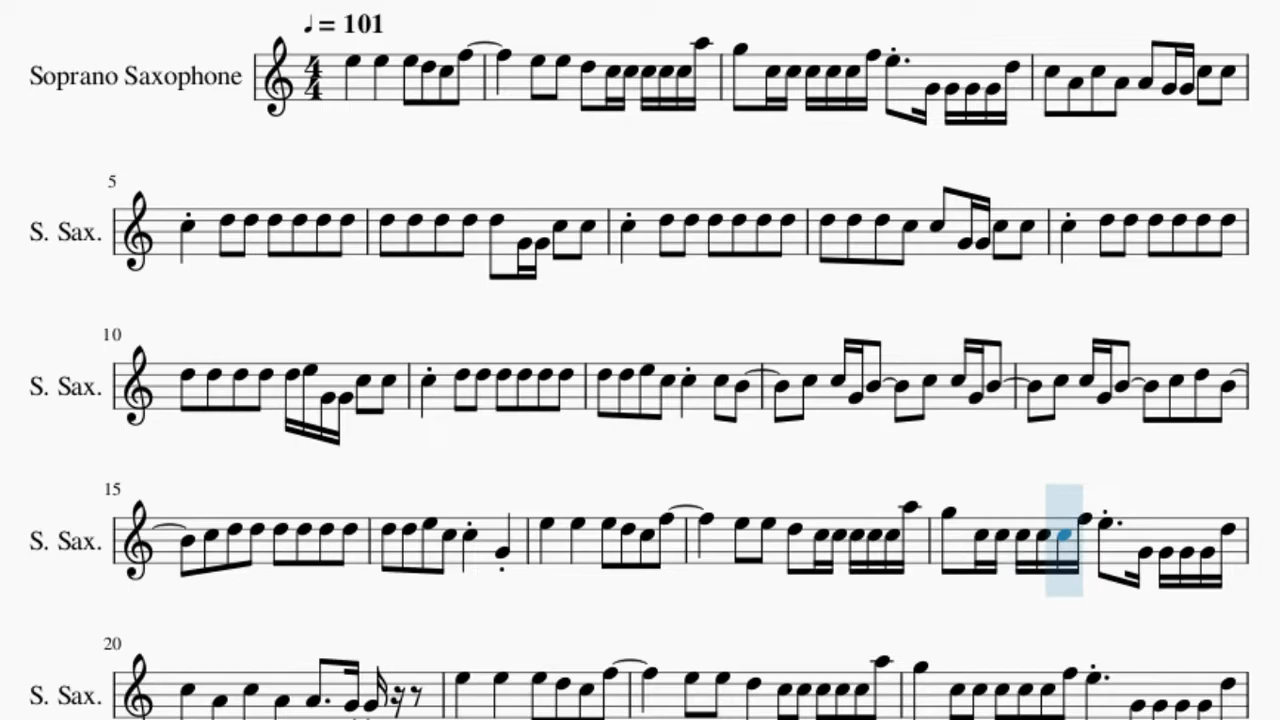 ♩ = 101
Soprano Saxophone
4
4
5
S. Sax.
10
S. Sax.
15
S. Sax.
20
S. Sax.